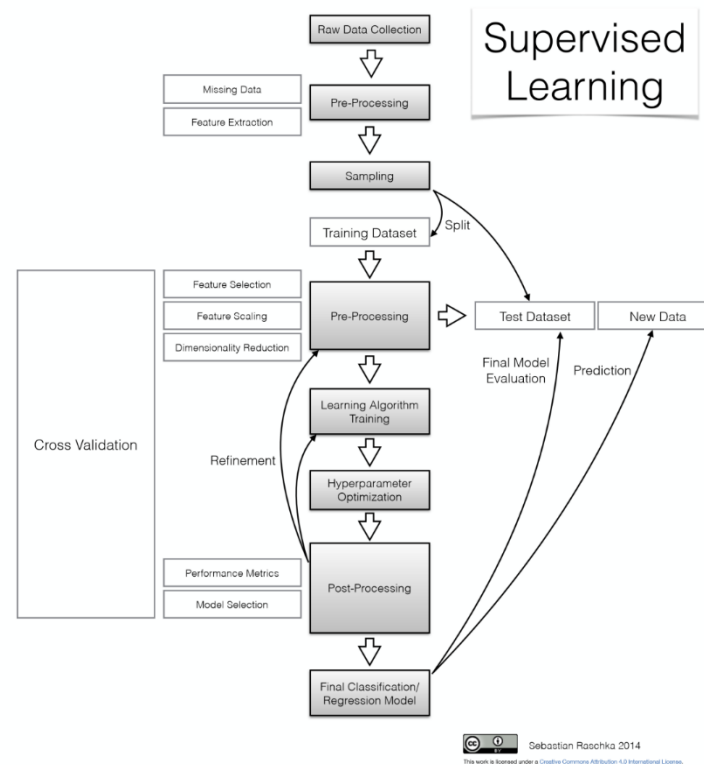 Supervised
Learning
Raw Data Collection
Missing Data
Pre-Processing
Feature Extraction
Sampling
Split
Training Dataset
Feature Selection
Feature Scaling
Pre-Processing
Dimensionality Reduction
Test Dataset
New Data
Final Model
Evaluation
Prediction
Learning Algorithm
Training
Cross Validation
Refinement
Hyperparameter
Optimization
Performance Metrics
Post-Processing
Model Selection
Final Classification/
Regression Model
cc BY
Sebastian Raschka 2014
This work is licensed under a Creative Commons Attribution 4.0 International License.